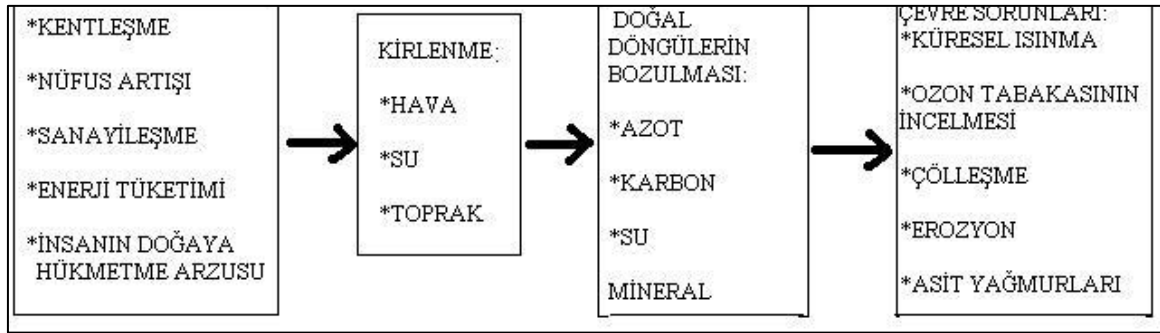 *KENTLEŞME
*NÜFUS ARTIŞI
*SANAYİLEŞME
*ENERJİ TÜKETİMİ
*İNSANIN DOĞAYA
HÜKMETME ARZUSU
KİRLENME:
*HAVA
*SU
*TOPRAK
DOĞAL
DÖNGÜLERİN
BOZULMASI:
*AZOT
*KARBON
*SU
MİNERAL
ÇEVRE SORUNLARI:
*KÜRESEL ISINMA
*OZON TABAKASININ
İNCELMESİ
*ÇÖLLEŞME
*EROZYON
*ASİT YAĞMURLARI